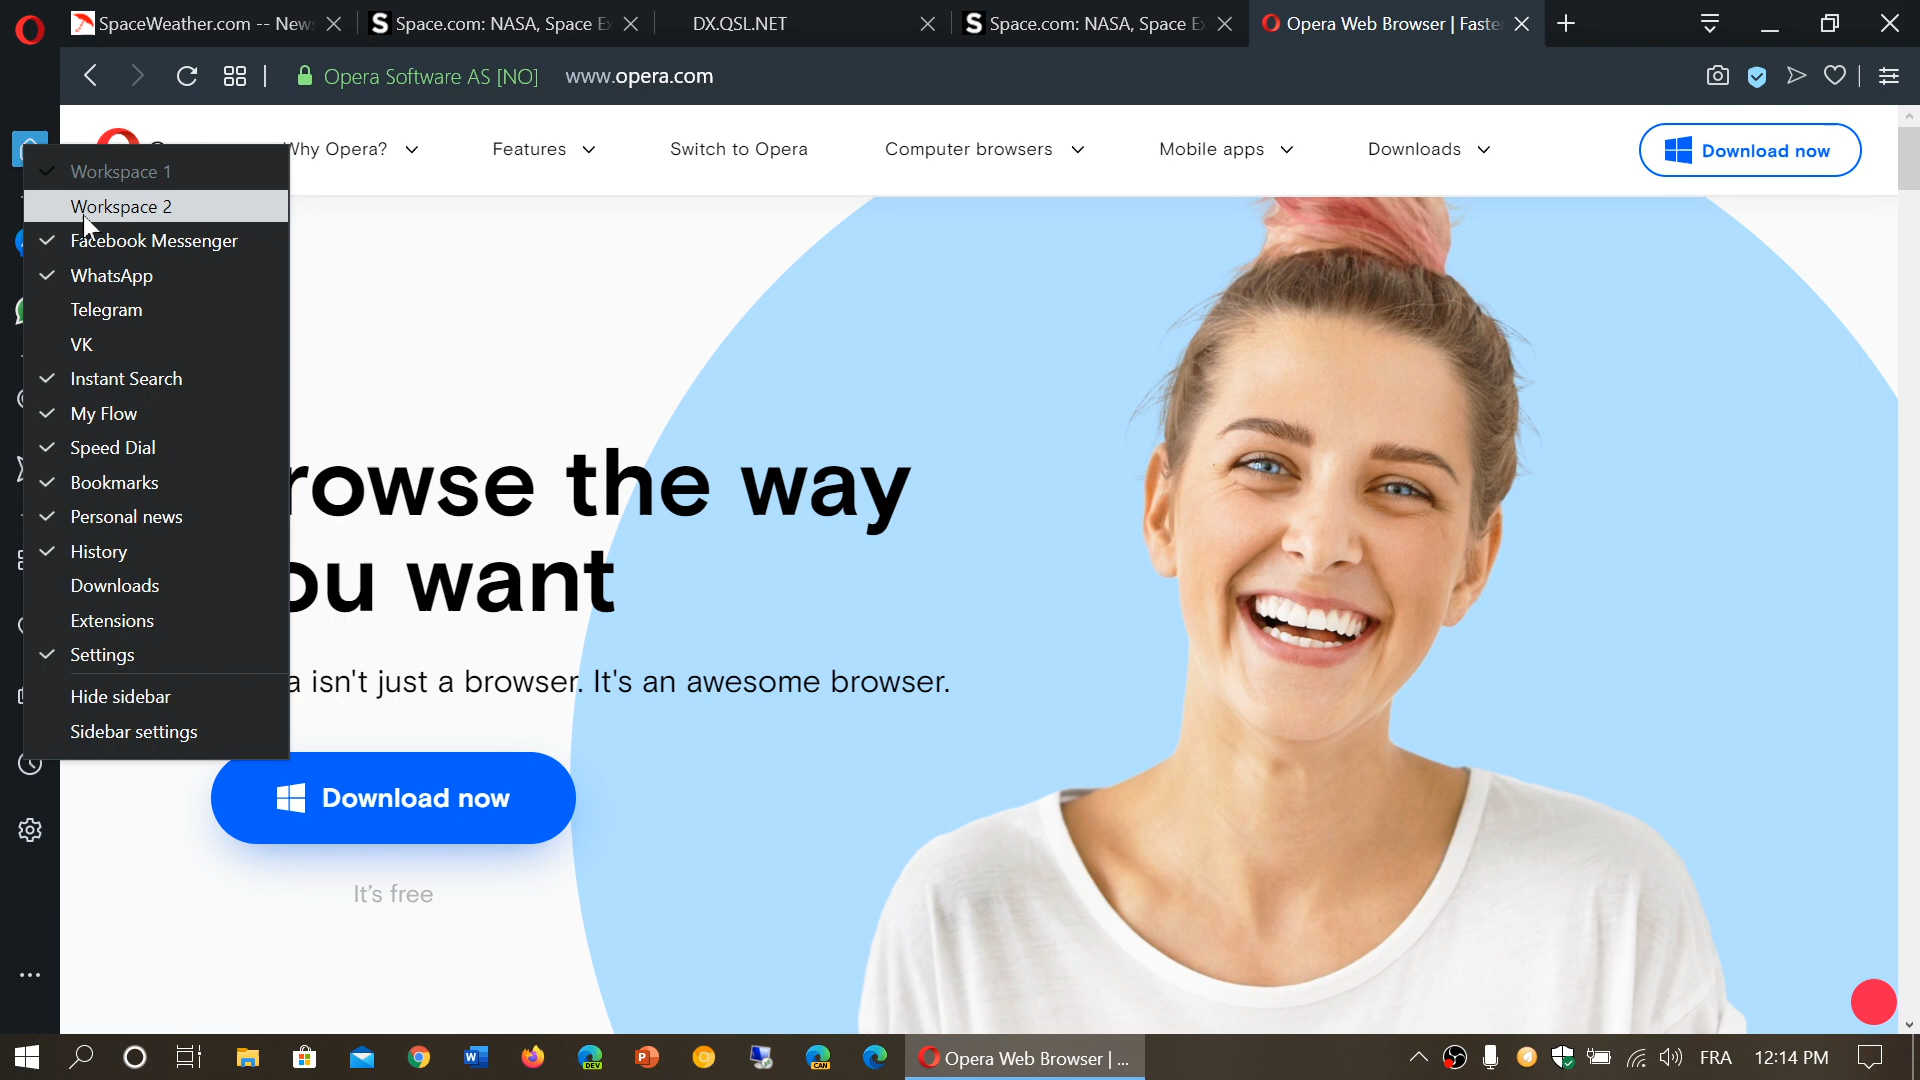 SpaceWeather.com -- New
Space.com: NASA, Space E
DX.QSL.NET
Space.com: NASA, Space E
Opera Web Browser | Faste
Opera Software AS [NO] www.opera.com
Why Opera?
Features
Switch to Opera
Computer browsers
Mobile apps
Downloads
Download now
Workspace 1
Workspace 2
Facebook Messenger
WhatsApp
Telegram
VK
Instant Search
My Flow
Speed Dial
Bookmarks
Personal news
History
Downloads
Extensions
Settings
Hide sidebar
Sidebar settings
rowse the way
ou want
a isn't just a browser. It's an awesome browser.
Download now
It's free
DEV
CAN
Opera Web Browser | ...
FRA
12:14 PM